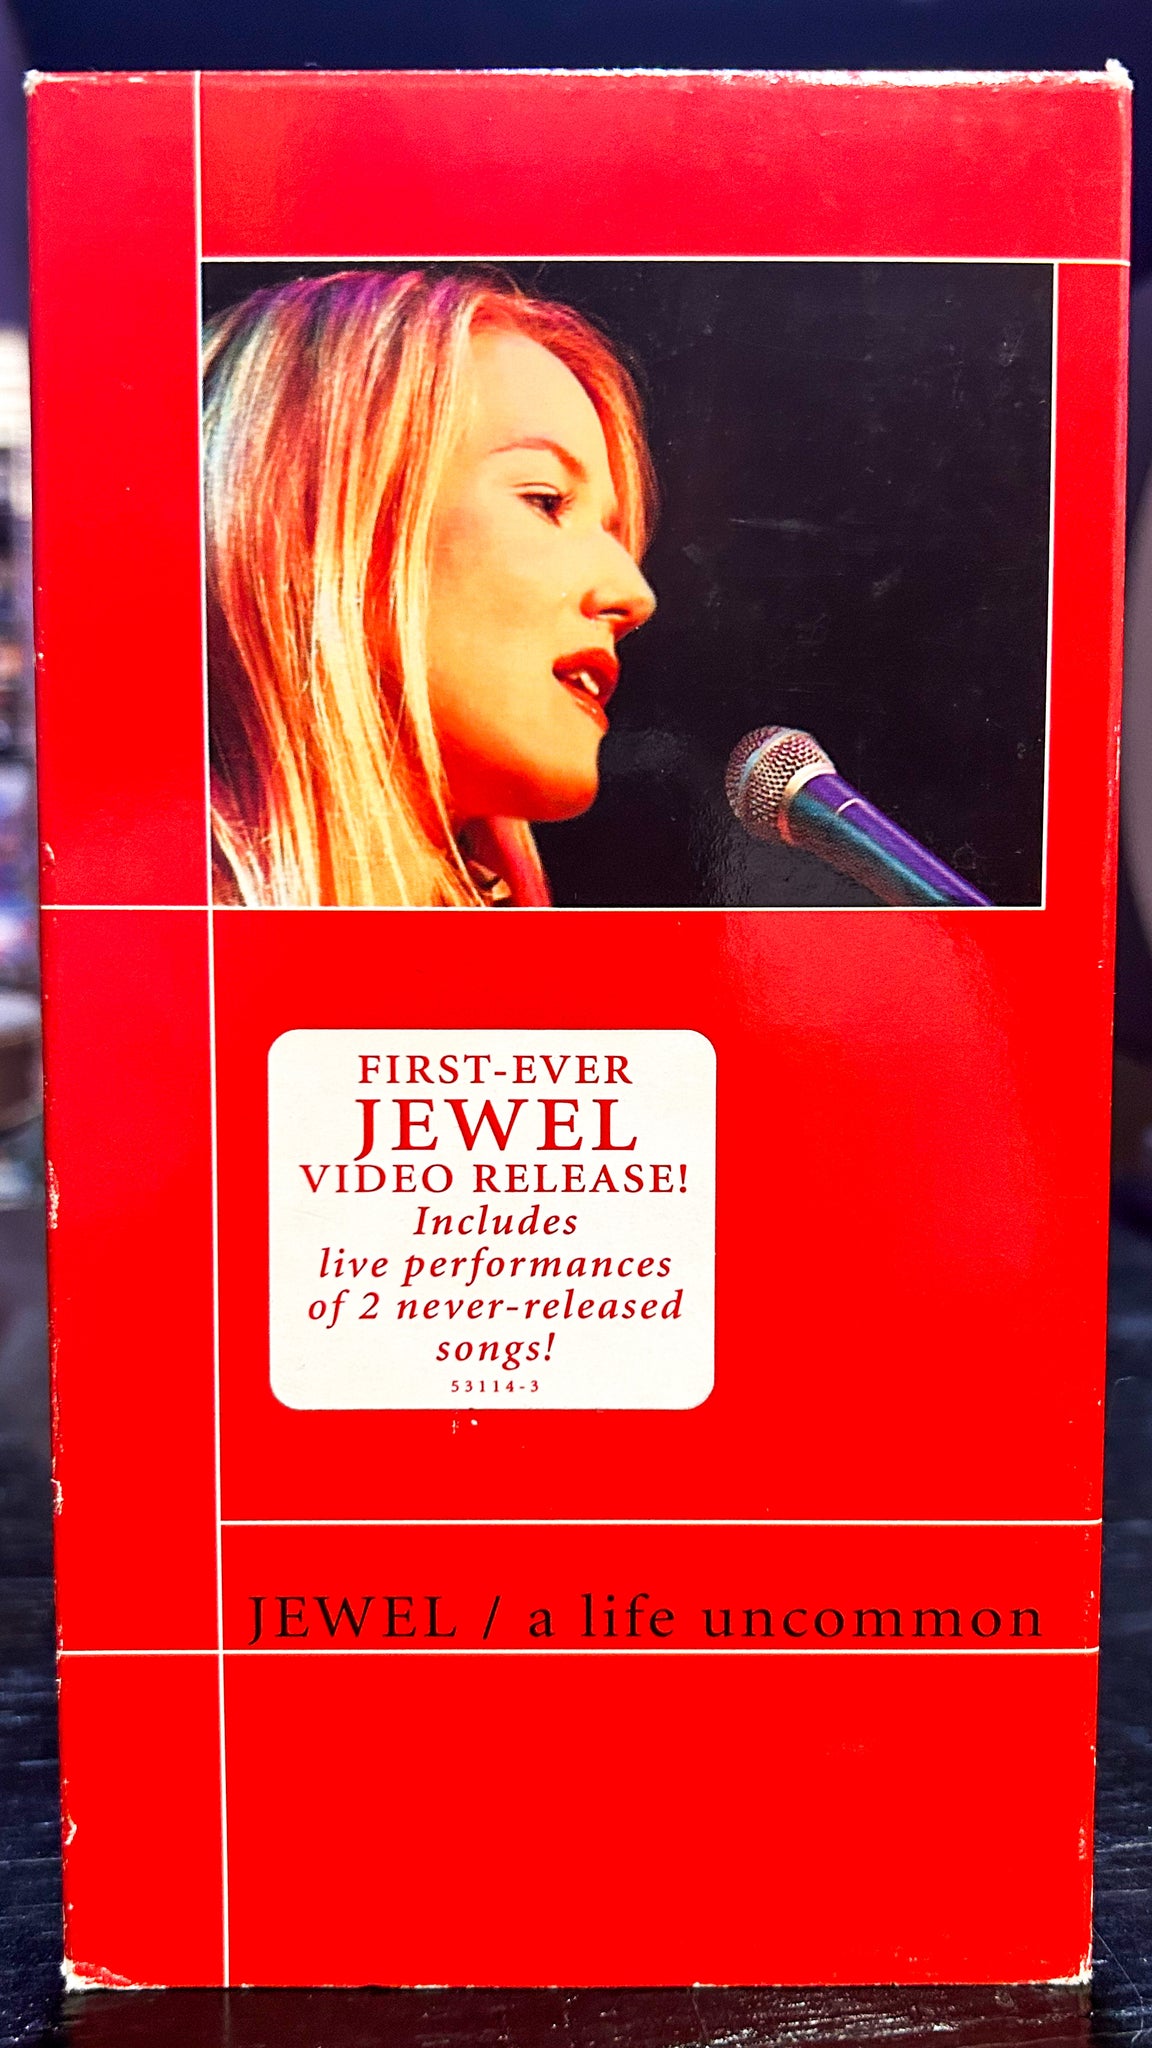 FIRST-EVER
JEWEL
VIDEO RELEASE!
Includes
live performances
of 2 never-released
songs!
53114-3
JEWEL / a life uncommon